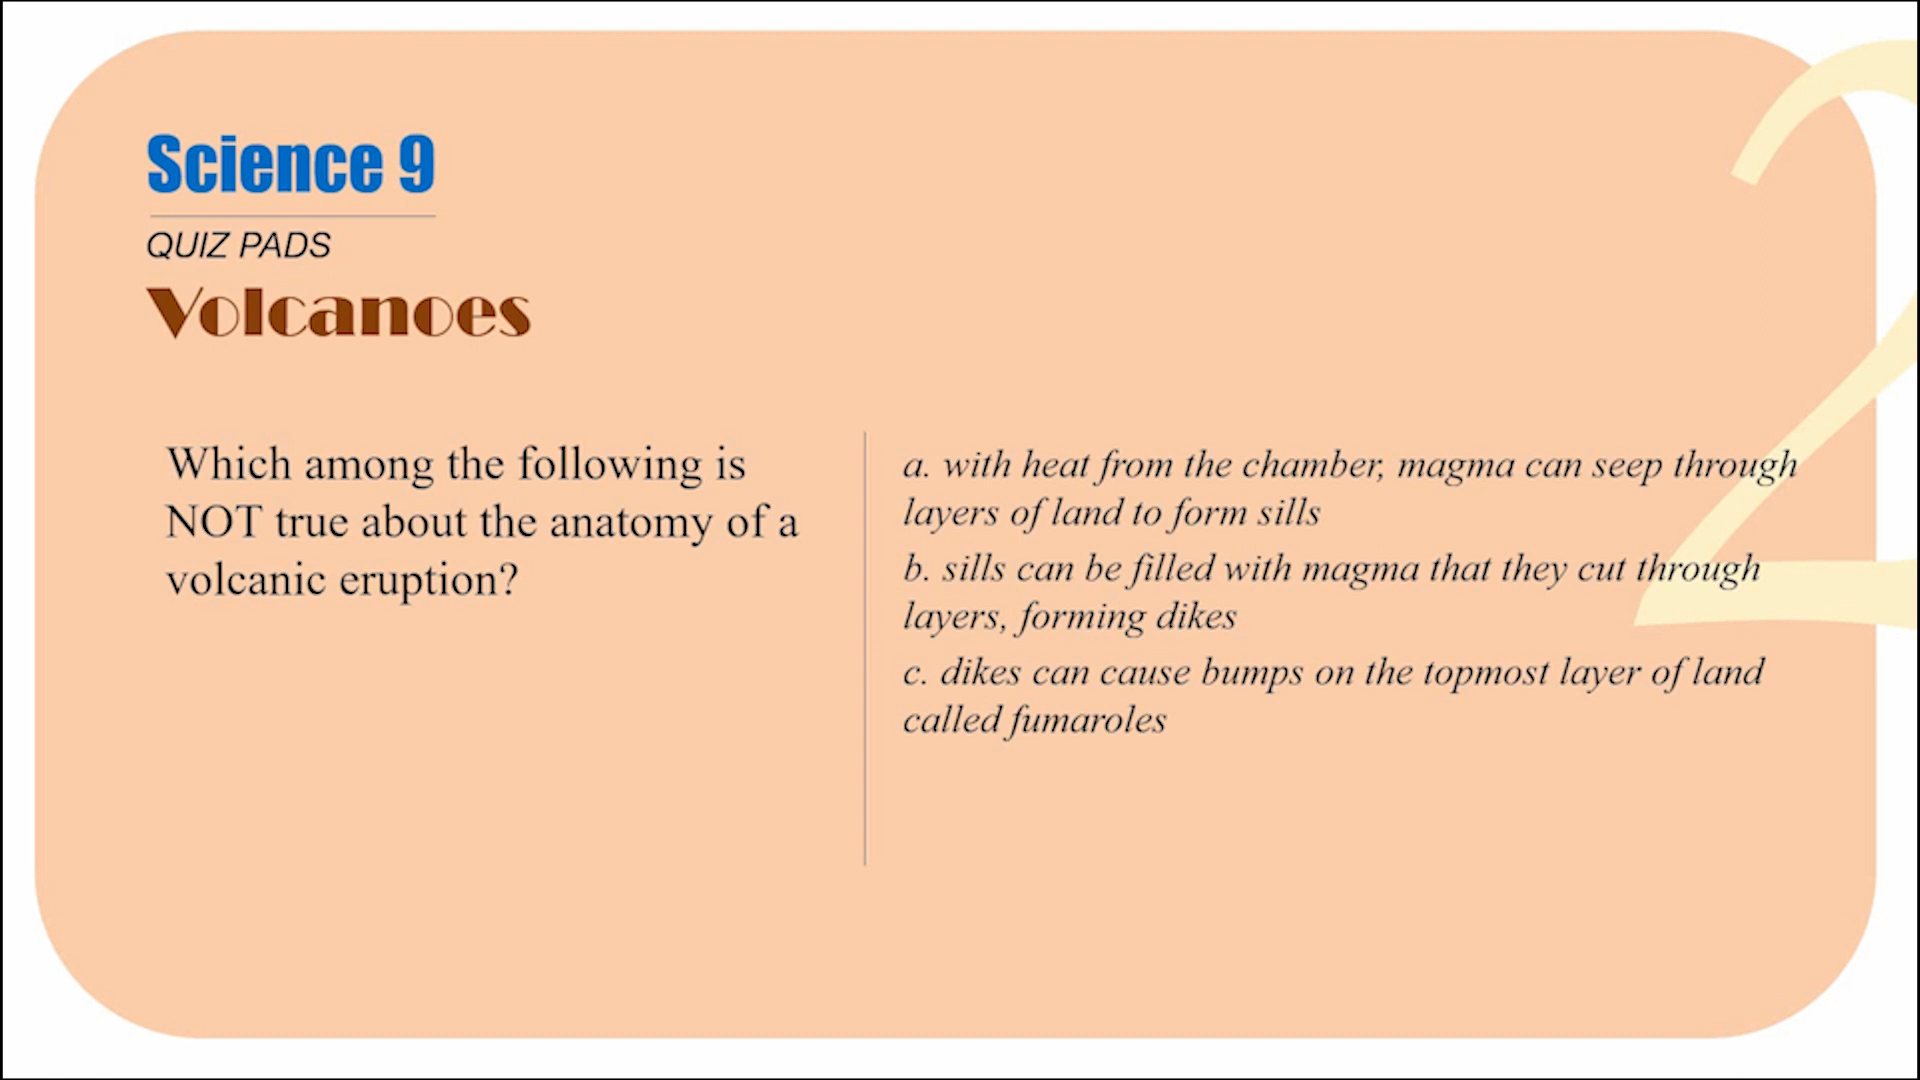 Science 9
QUIZ PADS
Volcanoes
Which among the following is
NOT true about the anatomy of a
volcanic eruption?
a. with heat from the chamber, magma can seep through
layers of land to form sills
b. sills can be filled with magma that they cut through
layers, forming dikes
c. dikes can cause bumps on the topmost layer of land
called fumaroles
2